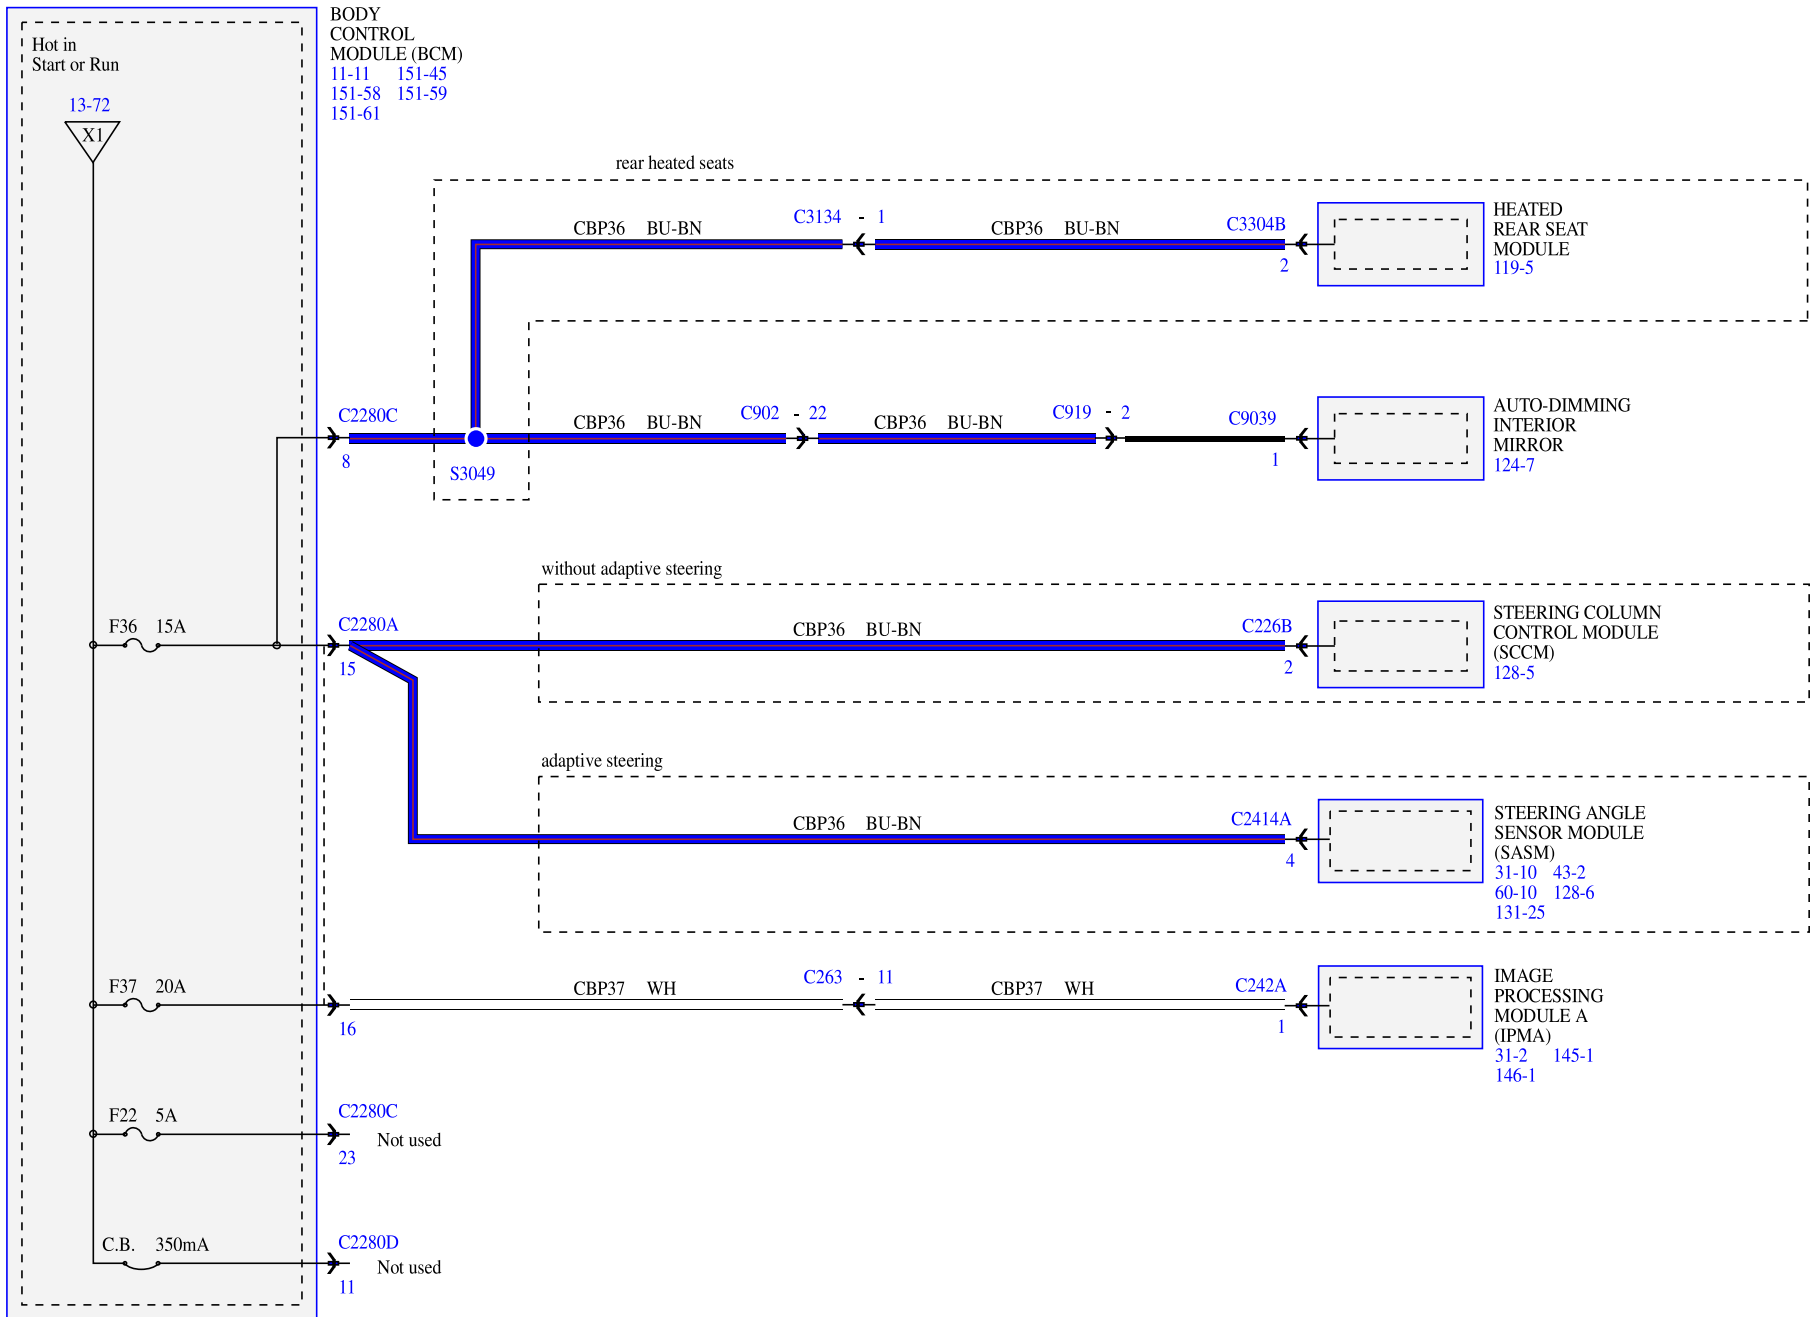 BODY
CONTROL
MODULE (BCM)
11-11 151-45
151-58 151-59
151-61
Hot in
Start or Run
13-72
X1
rear heated seats
CBP36 BU-BN
C3134 - 1
CBP36 BU-BN
C3304B
2
HEATED
REAR SEAT
MODULE
119-5
C2280C
8
S3049
CBP36 BU-BN
C902 - 22
CBP36 BU-BN
C919 - 2
C9039
1
AUTO-DIMMING
INTERIOR
MIRROR
124-7
without adaptive steering
F36 15A
C2280A
15
CBP36 BU-BN
C226B
2
STEERING COLUMN
CONTROL MODULE
(SCCM)
128-5
adaptive steering
CBP36 BU-BN
C2414A
4
STEERING ANGLE
SENSOR MODULE
(SASM)
31-10 43-2
60-10 128-6
131-25
F37 20A
16
CBP37 WH
C263 - 11
CBP37 WH
C242A
1
IMAGE
PROCESSING
MODULE A
(IPMA)
31-2 145-1
146-1
F22 5A
C2280C
Not used
23
C.B. 350mA
C2280D
Not used
11